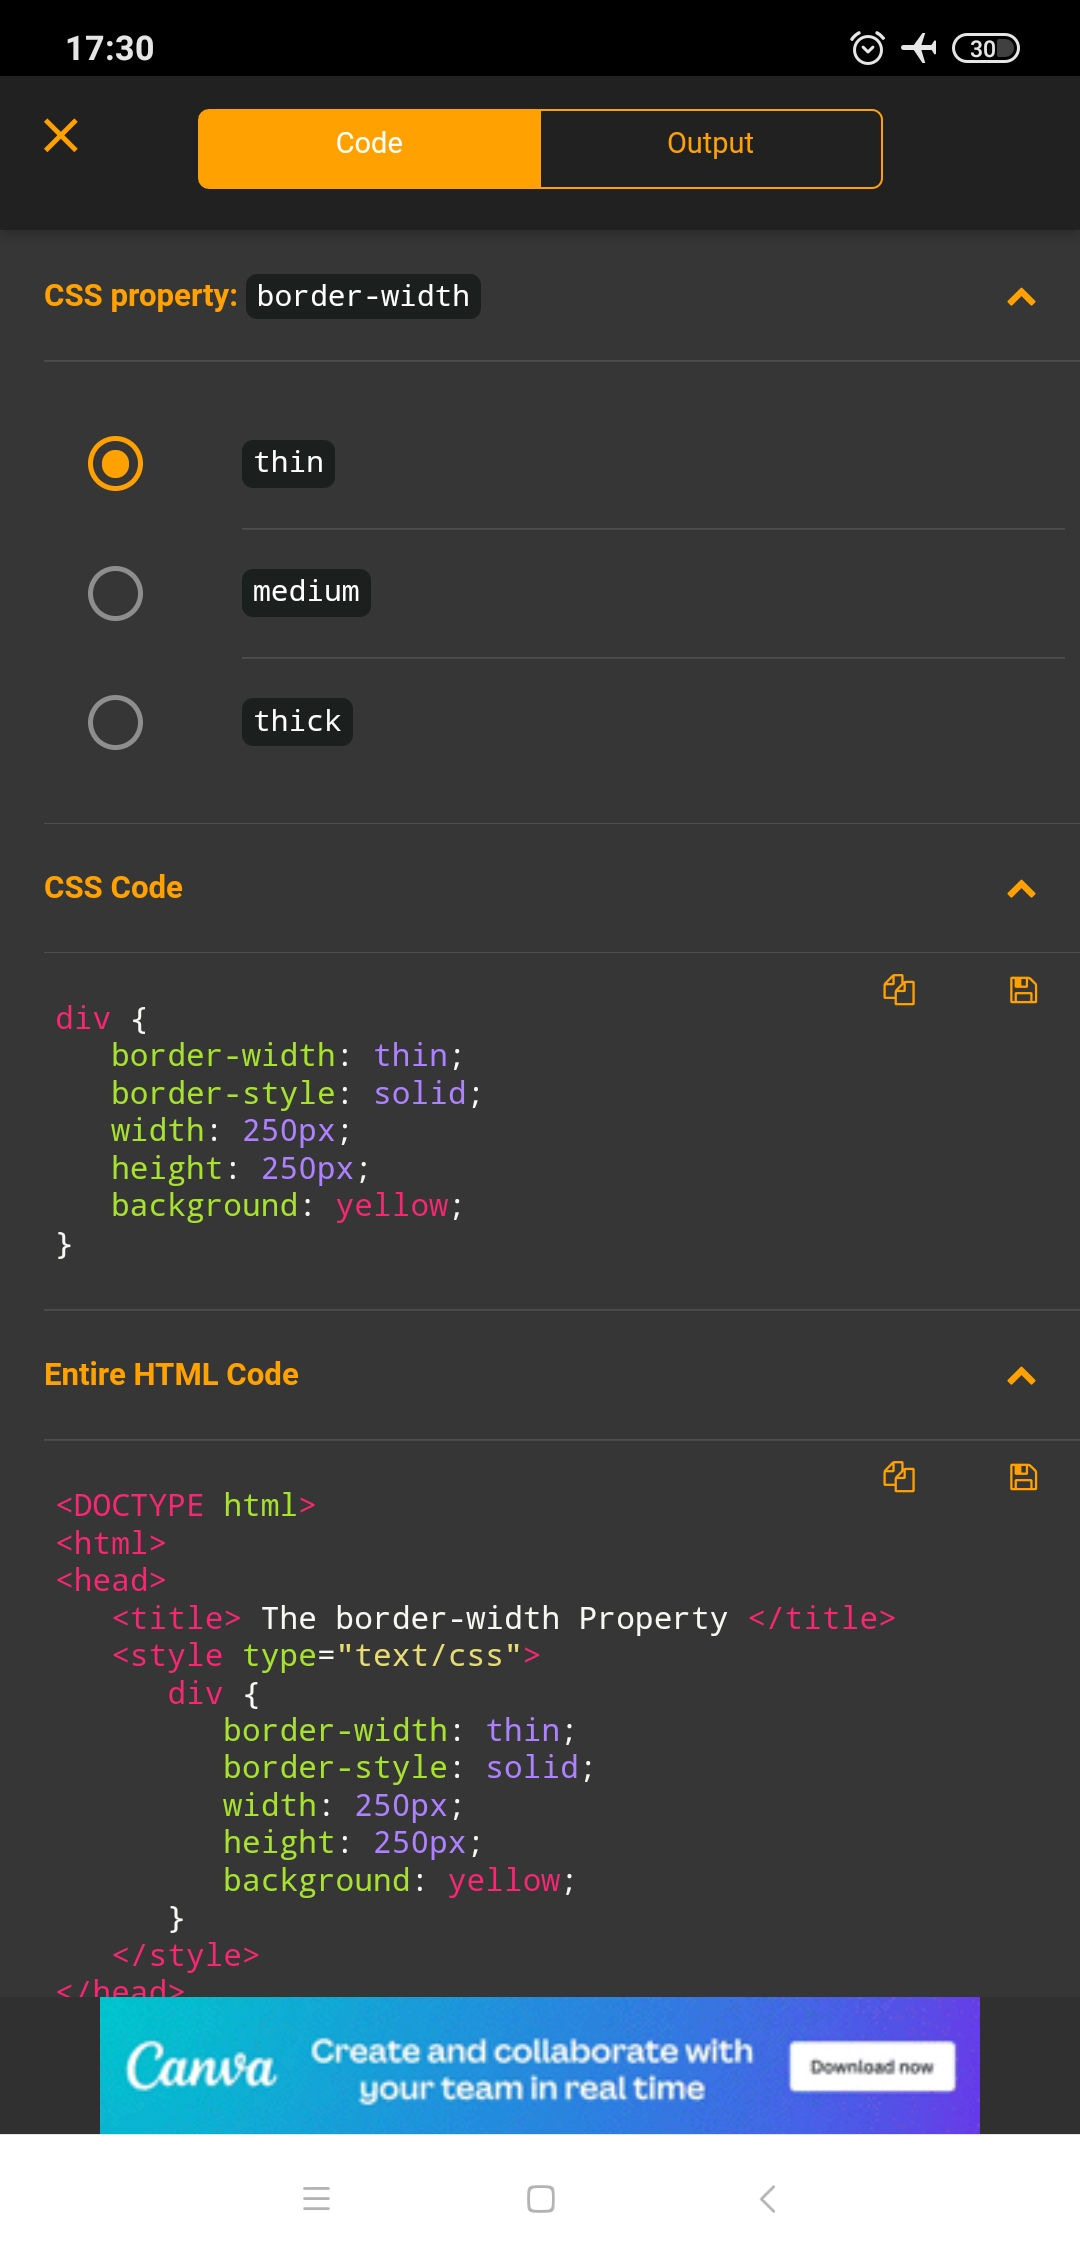 17:30
30
Code
Output
CSS property: border-width
thin
medium
thick
CSS Code
div {
   border-width: thin;
   border-style: solid;
   width: 250px;
   height: 250px;
   background: yellow;
}
Entire HTML Code
<DOCTYPE html>
<html>
<head>
   <title> The border-width Property </title>
   <style type="text/css">
      div {
         border-width: thin;
         border-style: solid;
         width: 250px;
         height: 250px;
         background: yellow;
      }
   </style>
</head>
Canva
Create and collaborate with
your team in real time
Download now